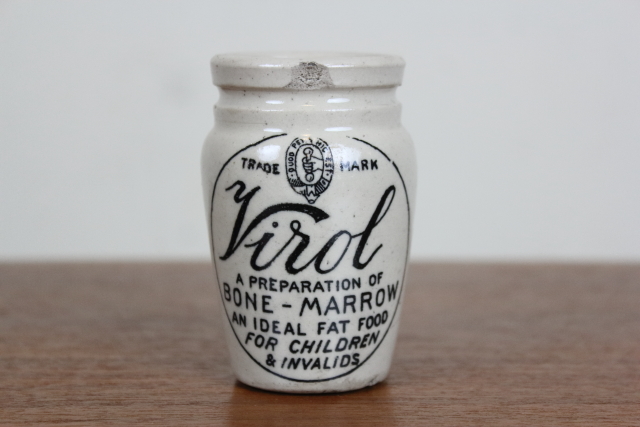 TRADE MARK
Virol
A PREPARATION OF
BONE-MARROW
AN IDEAL FAT FOOD
FOR CHILDREN
& INVALIDS